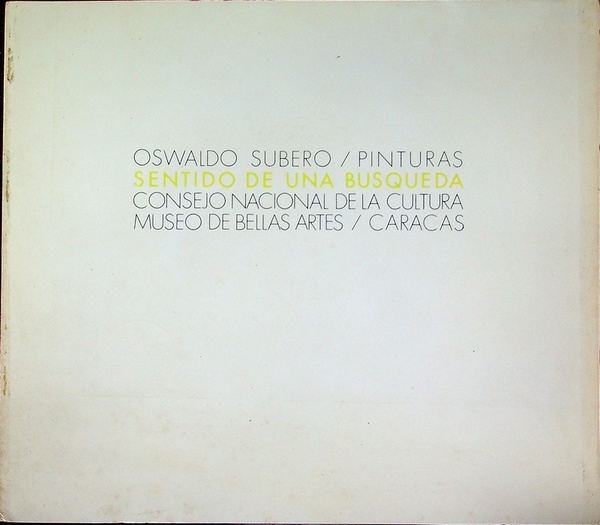 OSWALDO SUBERO / PINTURAS
SENTIDO DE UNA BUSQUEDA
CONSEJO NACIONAL DE LA CULTURA
MUSEO DE BELLAS ARTES / CARACAS